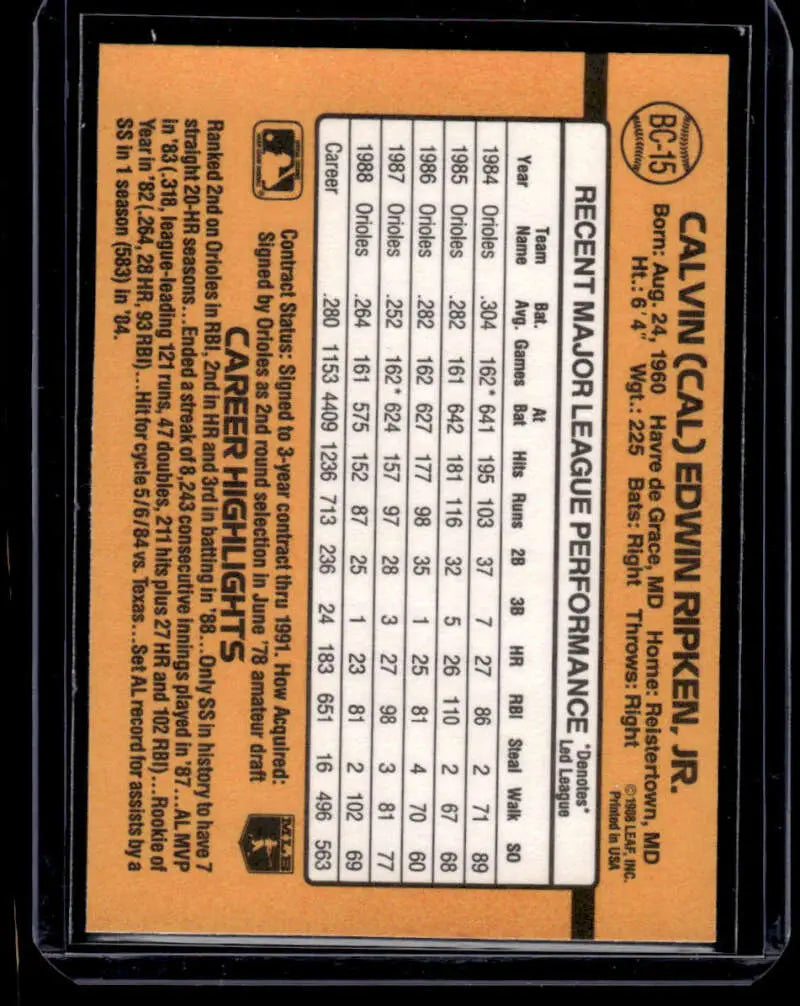 BC-15
CALVIN (CAL) EDWIN RIPKEN, JR.
Born: Aug. 24, 1960 Havre de Grace, MD Home: Reistertown, MD
Ht.: 6' 4" Wgt.: 225 Bats: Right Throws: Right
©1988 LEAF, INC.
Printed in USA
RECENT MAJOR LEAGUE PERFORMANCE *Denotes*
Led League
Year Team Name Bat. Avg. Games At Bat Hits Runs 2B 3B HR RBI Steal Walk SO
1984 Orioles .304 162* 641 195 103 37 7 27 86 2 71 89
1985 Orioles .282 161 642 181 116 32 5 26 110 2 67 68
1986 Orioles .282 162 627 177 98 35 1 25 81 4 70 60
1987 Orioles .252 162* 624 157 97 28 3 27 98 3 81 77
1988 Orioles .264 161 575 152 87 25 1 23 81 2 102 69
Career .280 1153 4409 1236 713 236 24 183 651 16 496 563
Contract Status: Signed to 3-year contract thru 1991. How Acquired:
Signed by Orioles as 2nd round selection in June '78 amateur draft
MLB
CAREER HIGHLIGHTS
Ranked 2nd on Orioles in RBI, 2nd in HR and 3rd in batting in '88...Only SS in history to have 7
straight 20-HR seasons...Ended a streak of 8,243 consecutive innings played in '87...AL MVP
in '83 (.318, league-leading 121 runs, 47 doubles, 211 hits plus 27 HR and 102 RBI)...Rookie of
Year in '82 (.264, 28 HR, 93 RBI)...Hit for cycle 5/6/84 vs. Texas...Set AL record for assists by a
SS in 1 season (583) in '84.